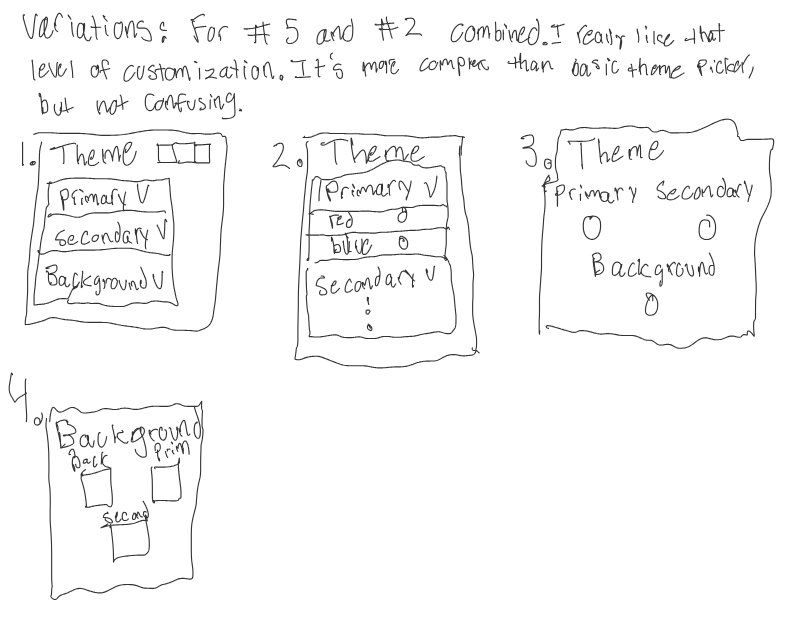 Variations: For #5 and #2 combined. I really like that
level of customization. It's more complex than basic theme picker,
but not confusing.
1. Theme
Primary V
Secondary V
Background V
2. Theme
Primary V
red
blue
Secondary V
3. Theme
Primary Secondary
Background
4.
Background
Back Prim
Second